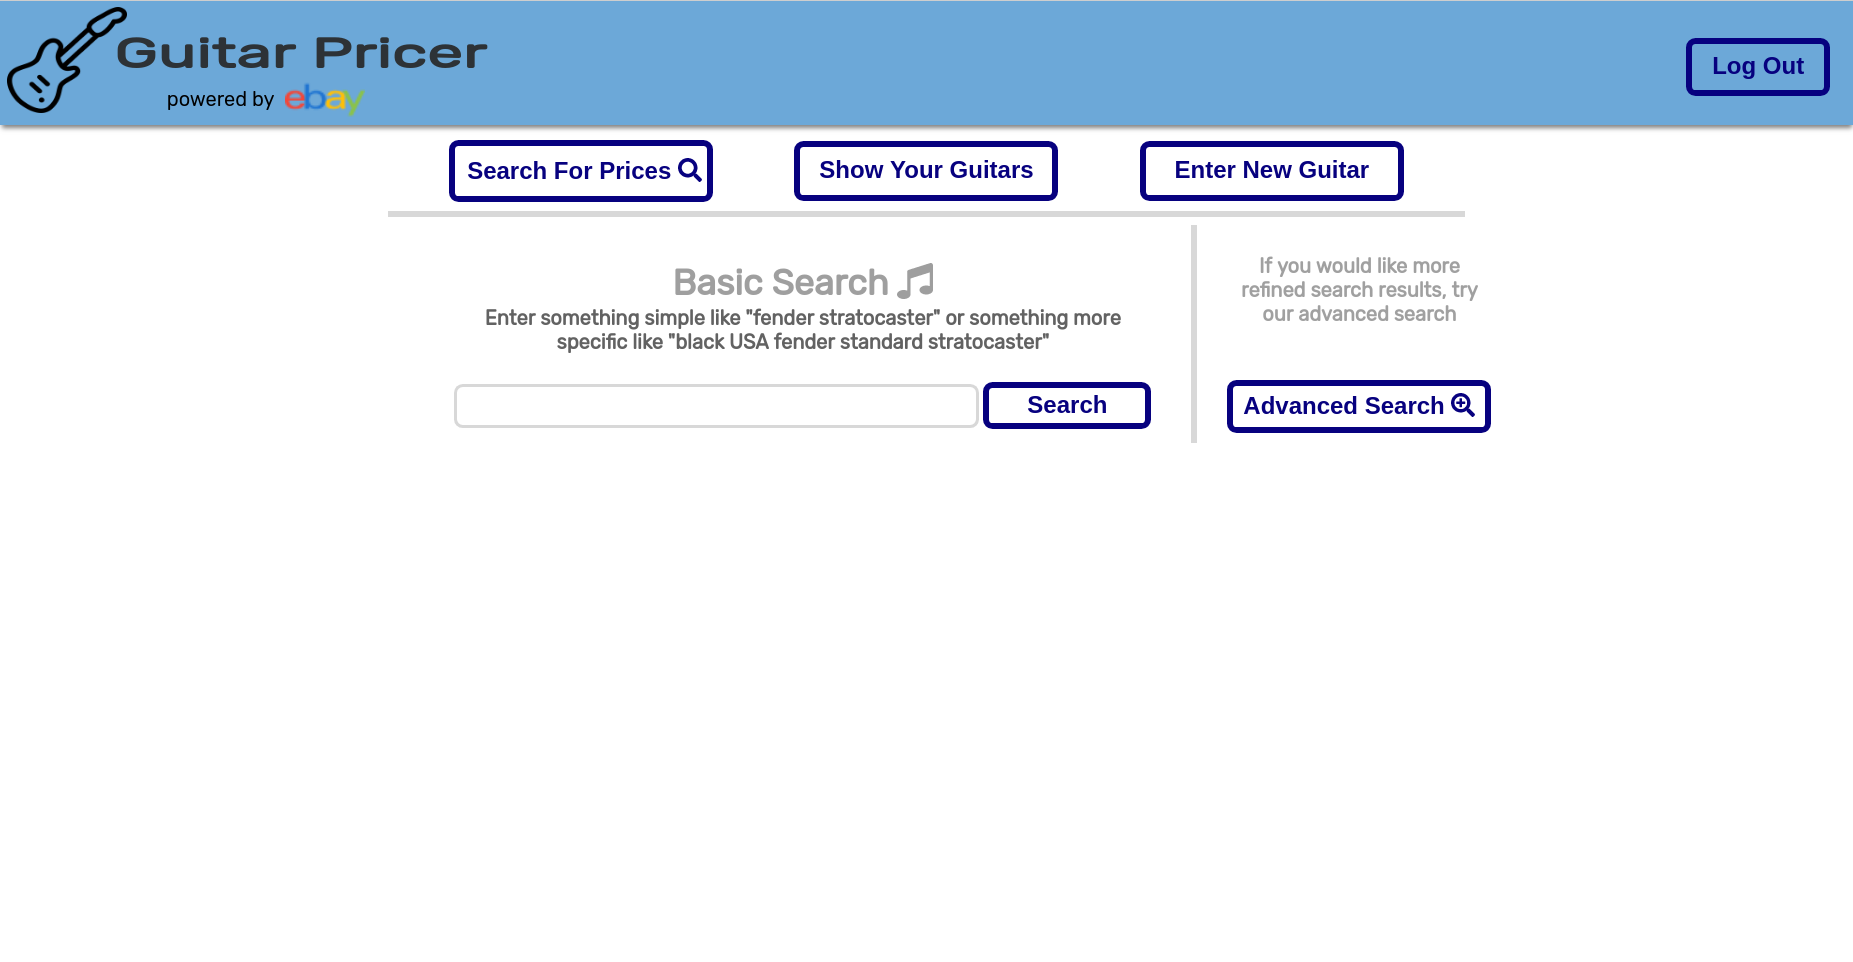 Guitar Pricer
powered by ebay
Log Out
Search For Prices
Show Your Guitars
Enter New Guitar
Basic Search
Enter something simple like "fender stratocaster" or something more
specific like "black USA fender standard stratocaster"
Search
If you would like more
refined search results, try
our advanced search
Advanced Search